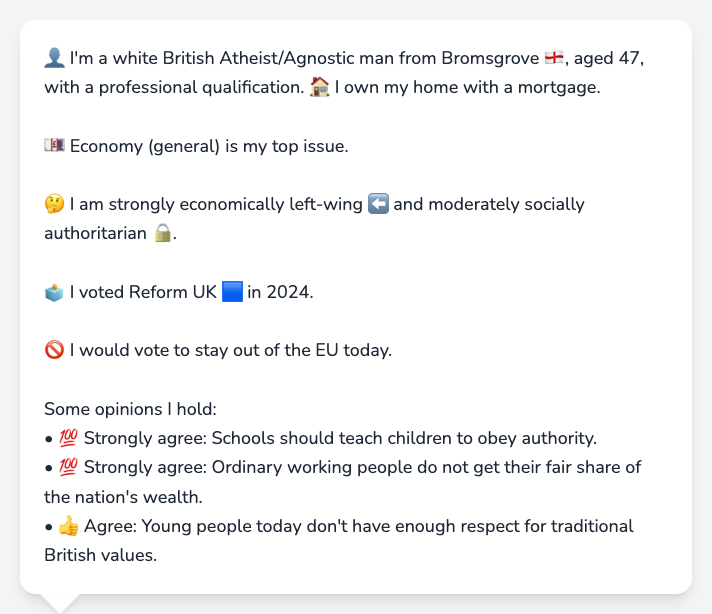 👤 I'm a white British Atheist/Agnostic man from Bromsgrove 🏴󠁧󠁢󠁥󠁮󠁧󠁿, aged 47,
with a professional qualification. 🏠 I own my home with a mortgage.
💷 Economy (general) is my top issue.
🤔 I am strongly economically left-wing ⬅️ and moderately socially
authoritarian 🔒.
🗳️ I voted Reform UK 🟦 in 2024.
🚫 I would vote to stay out of the EU today.
Some opinions I hold:
• 💯 Strongly agree: Schools should teach children to obey authority.
• 💯 Strongly agree: Ordinary working people do not get their fair share of
the nation's wealth.
• 👍 Agree: Young people today don't have enough respect for traditional
British values.